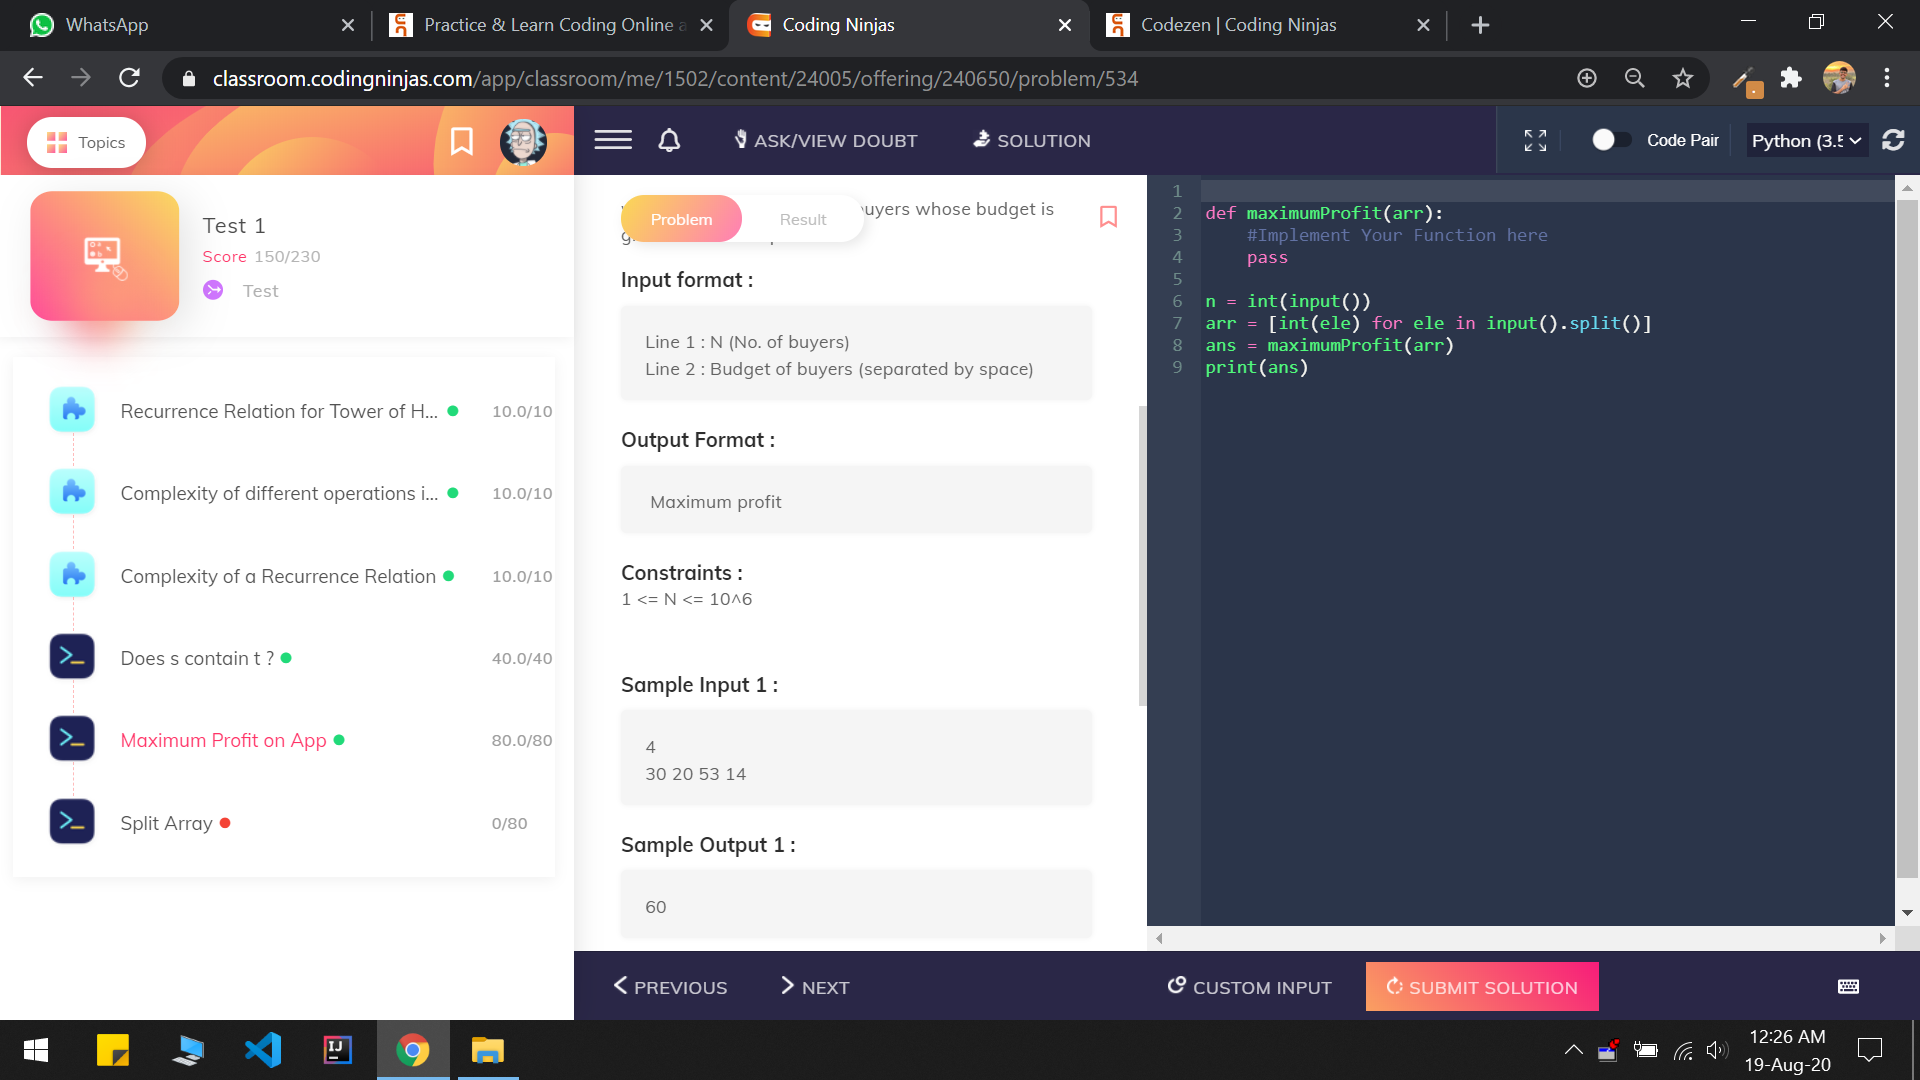 WhatsApp
Practice & Learn Coding Online a
Coding Ninjas
Codezen | Coding Ninjas
classroom.codingninjas.com/app/classroom/me/1502/content/24005/offering/240650/problem/534
Topics
ASK/VIEW DOUBT
SOLUTION
Code Pair
Python (3.5
Test 1
Score 150/230
Test
Recurrence Relation for Tower of H... 10.0/10
Complexity of different operations i... 10.0/10
Complexity of a Recurrence Relation 10.0/10
Does s contain t ? 40.0/40
Maximum Profit on App 80.0/80
Split Array 0/80
Problem
Result
uyers whose budget is
Input format :
Line 1 : N (No. of buyers)
Line 2 : Budget of buyers (separated by space)
Output Format :
Maximum profit
Constraints :
1 <= N <= 10^6
Sample Input 1 :
4
30 20 53 14
Sample Output 1 :
60
1
2 def maximumProfit(arr):
3 #Implement Your Function here
4 pass
5
6 n = int(input())
7 arr = [int(ele) for ele in input().split()]
8 ans = maximumProfit(arr)
9 print(ans)
PREVIOUS
NEXT
CUSTOM INPUT
SUBMIT SOLUTION
IJ
12:26 AM
19-Aug-20